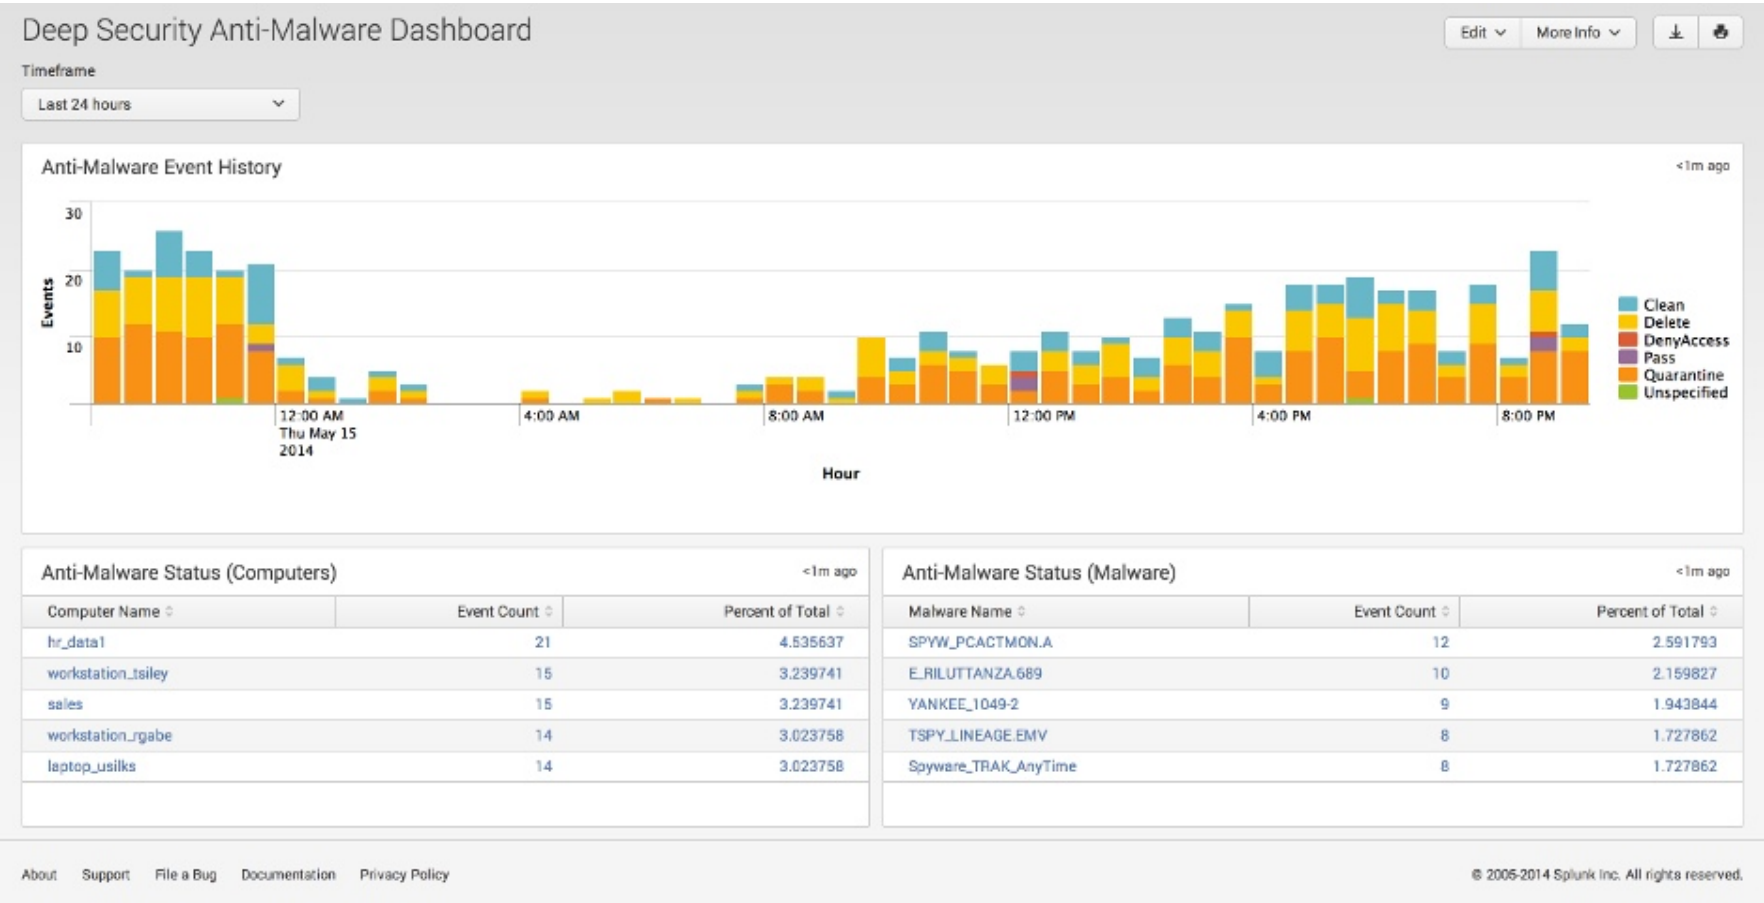 Deep Security Anti-Malware Dashboard
Edit More Info
Timeframe
Last 24 hours
Anti-Malware Event History <1m ago
30
20
10
Events
12:00 AM 4:00 AM 8:00 AM 12:00 PM 4:00 PM 8:00 PM
Thu May 15
2014
Hour
Clean
Delete
DenyAccess
Pass
Quarantine
Unspecified
Anti-Malware Status (Computers) <1m ago
Computer Name Event Count Percent of Total
hr_data1 21 4.535637
workstation_tsiley 15 3.239741
sales 15 3.239741
workstation_rgabe 14 3.023758
laptop_usilks 14 3.023758
Anti-Malware Status (Malware) <1m ago
Malware Name Event Count Percent of Total
SPYW_PCACTMON.A 12 2.591793
E_RILUTTANZA.689 10 2.159827
YANKEE_1049-2 9 1.943844
TSPY_LINEAGE.EMV 8 1.727862
Spyware_TRAK_AnyTime 8 1.727862
About Support File a Bug Documentation Privacy Policy
© 2005-2014 Splunk Inc. All rights reserved.